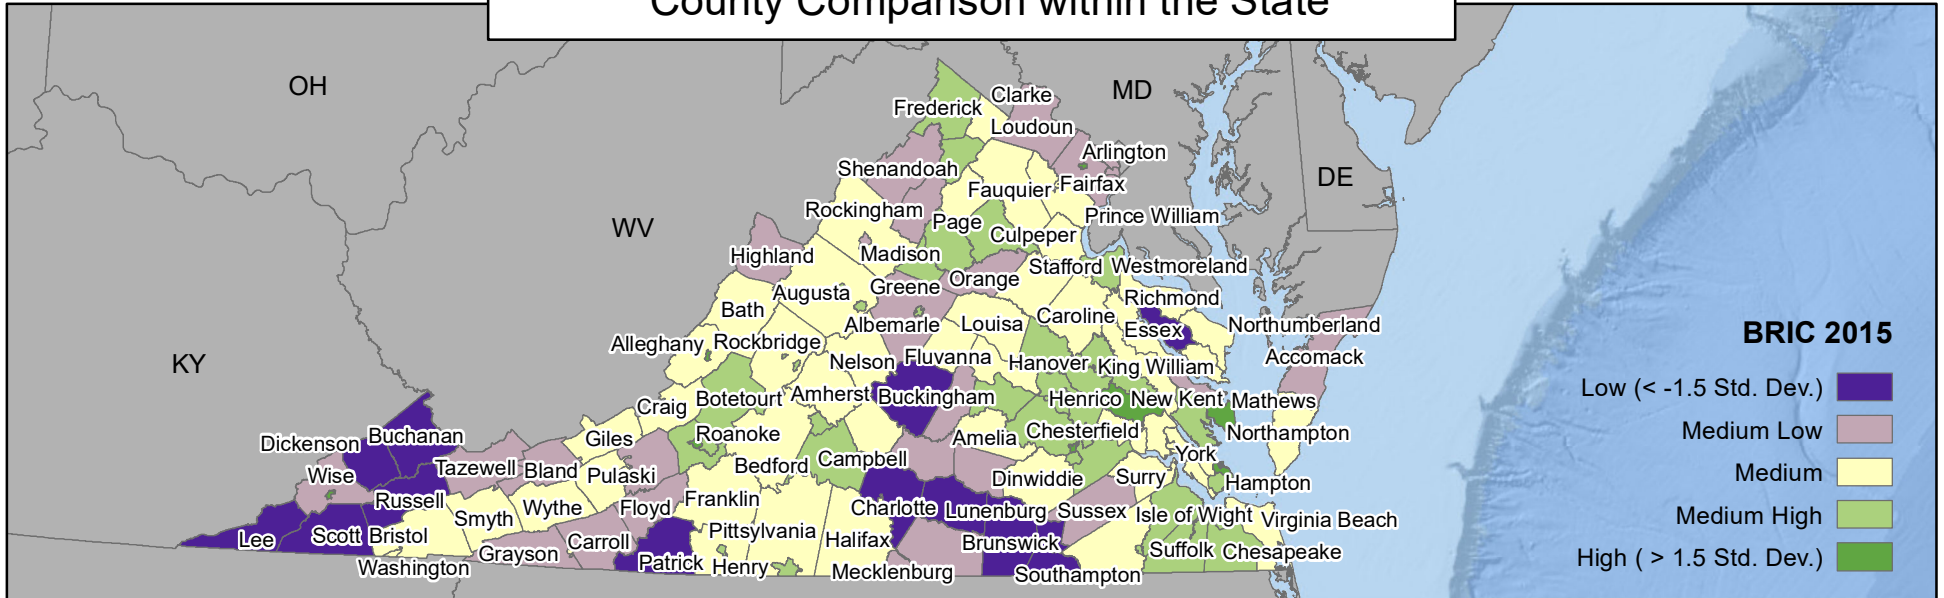 County Comparison within the State
OH
WV
KY
MD
DE
Clarke
Frederick
Loudoun
Arlington
Shenandoah
Fauquier
Fairfax
Rockingham
Page
Prince William
Culpeper
Highland
Madison
Stafford
Westmoreland
Orange
Augusta
Greene
Richmond
Bath
Caroline
Albemarle
Louisa
Essex
Northumberland
Alleghany
Rockbridge
Accomack
Nelson
Fluvanna
Hanover
King William
Botetourt
Amherst
Buckingham
Henrico
New Kent
Mathews
Craig
Roanoke
Amelia
Chesterfield
Northampton
Dickenson
Buchanan
Giles
Campbell
York
Wise
Tazewell
Bland
Pulaski
Bedford
Dinwiddie
Surry
Hampton
Russell
Franklin
Smyth
Wythe
Floyd
Charlotte
Lunenburg
Sussex
Isle of Wight
Virginia Beach
Lee
Scott
Bristol
Grayson
Carroll
Pittsylvania
Halifax
Brunswick
Suffolk
Chesapeake
Washington
Patrick
Henry
Mecklenburg
Southampton
BRIC 2015
Low (< -1.5 Std. Dev.)
Medium Low
Medium
Medium High
High ( > 1.5 Std. Dev.)